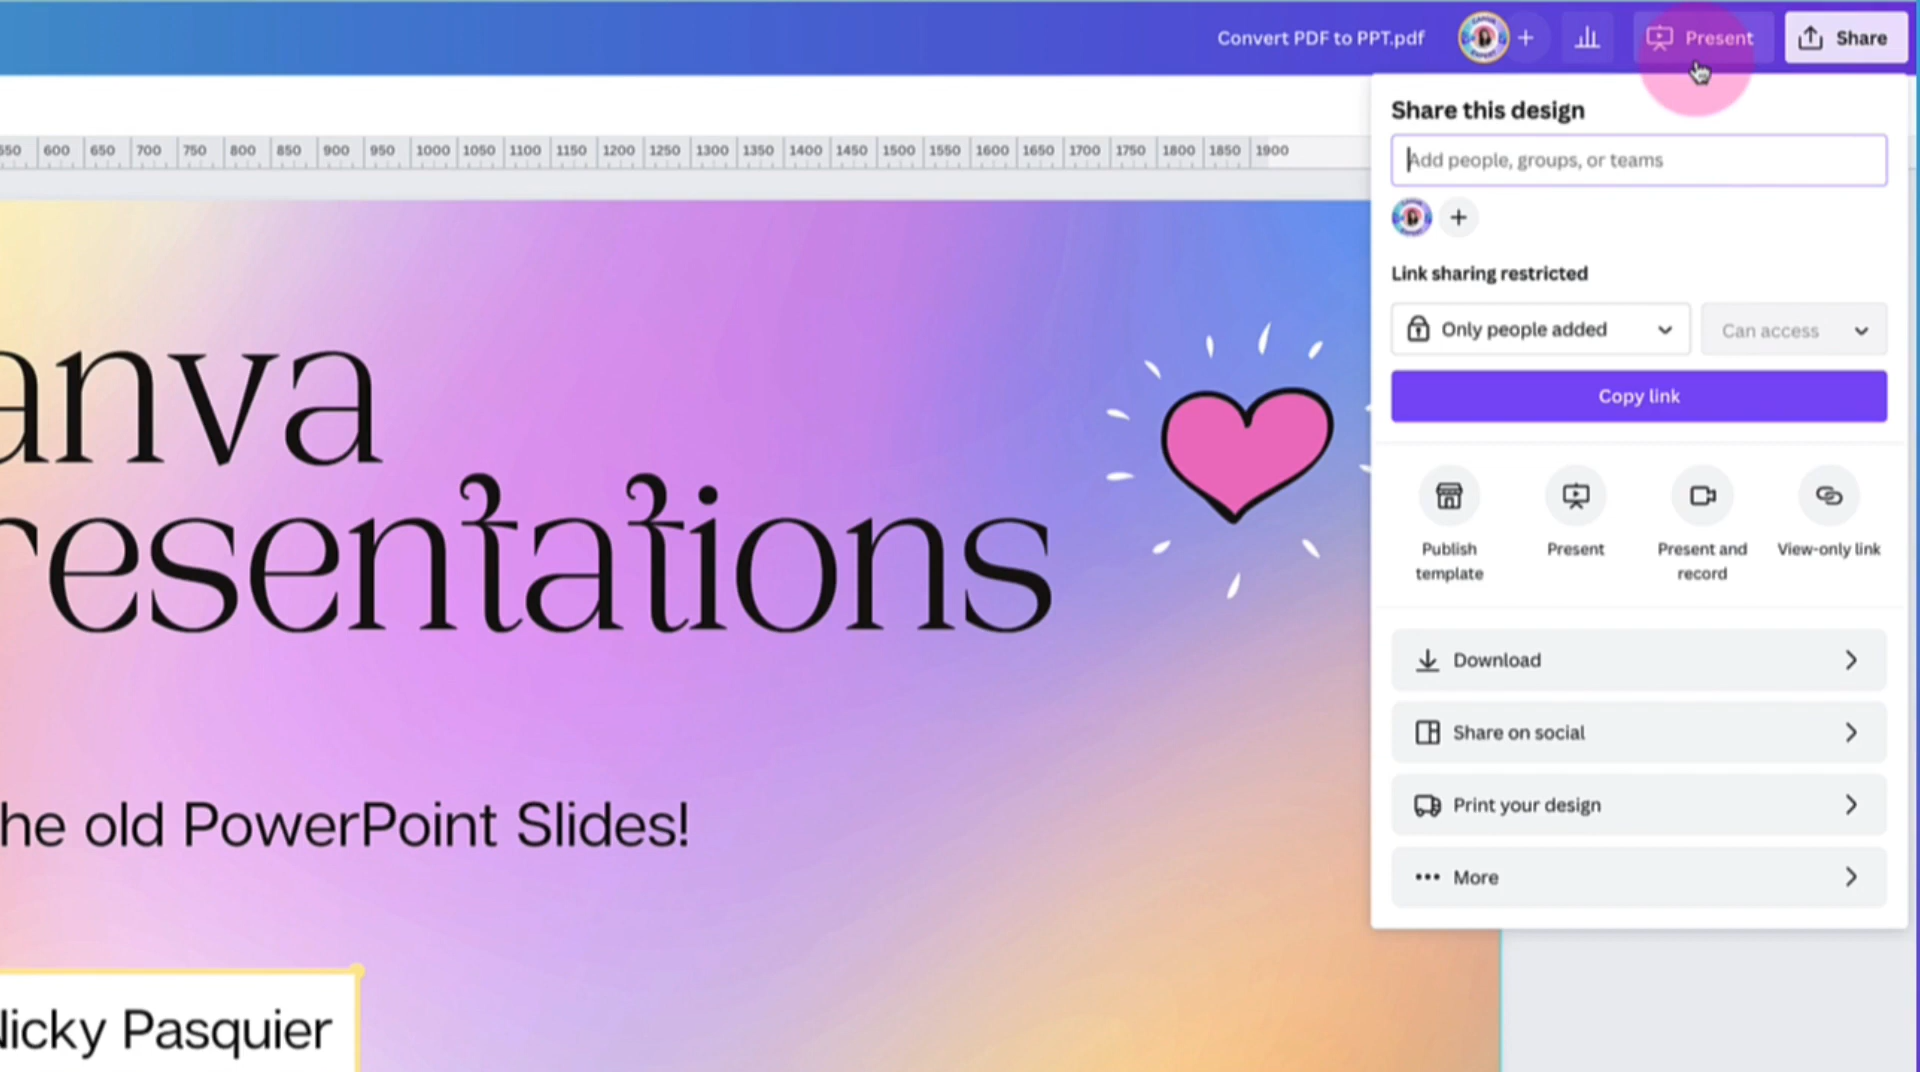 Convert PDF to PPT.pdf
Present
Share
Share this design
Add people, groups, or teams
Link sharing restricted
Only people added
Can access
Copy link
Publish template
Present
Present and record
View-only link
Download
Share on social
Print your design
More
550 600 650 700 750 800 850 900 950 1000 1050 1100 1150 1200 1250 1300 1350 1400 1450 1500 1550 1600 1650 1700 1750 1800 1850 1900
anva
resentations
he old PowerPoint Slides!
Nicky Pasquier